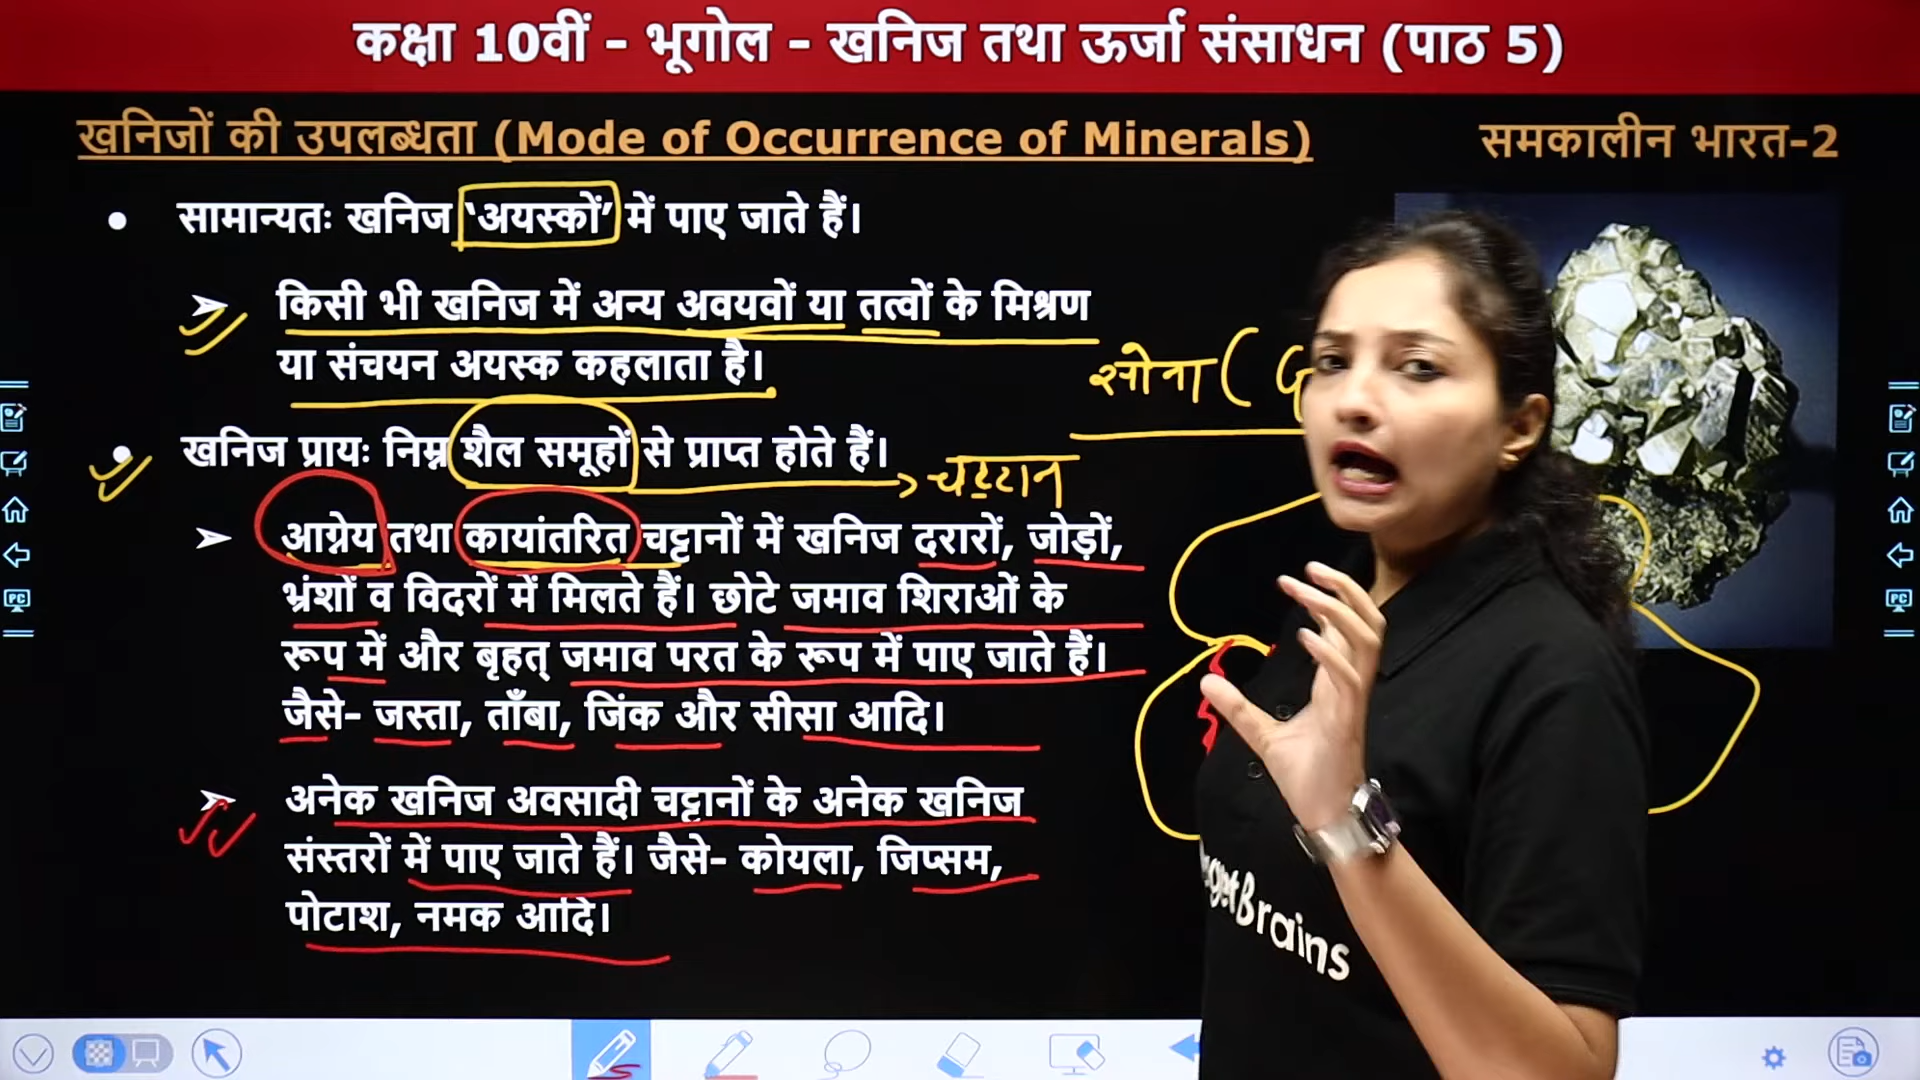 कक्षा 10वीं - भूगोल - खनिज तथा ऊर्जा संसाधन (पाठ 5)
खनिजों की उपलब्धता (Mode of Occurrence of Minerals)
समकालीन भारत-2
• सामान्यतः खनिज ‘अयस्कों’ में पाए जाते हैं।
➢ किसी भी खनिज में अन्य अवयवों या तत्वों के मिश्रण
या संचयन अयस्क कहलाता है।
सोना ( G
• खनिज प्रायः निम्न शैल समूहों से प्राप्त होते हैं।
चट्टान
➢ आग्नेय तथा कायांतरित चट्टानों में खनिज दरारों, जोड़ों,
भ्रंशों व विदरों में मिलते हैं। छोटे जमाव शिराओं के
रूप में और बृहत् जमाव परत के रूप में पाए जाते हैं।
जैसे- जस्ता, ताँबा, जिंक और सीसा आदि।
➢ अनेक खनिज अवसादी चट्टानों के अनेक खनिज
संस्तरों में पाए जाते हैं। जैसे- कोयला, जिप्सम,
पोटाश, नमक आदि।
getBrains
PC
PC